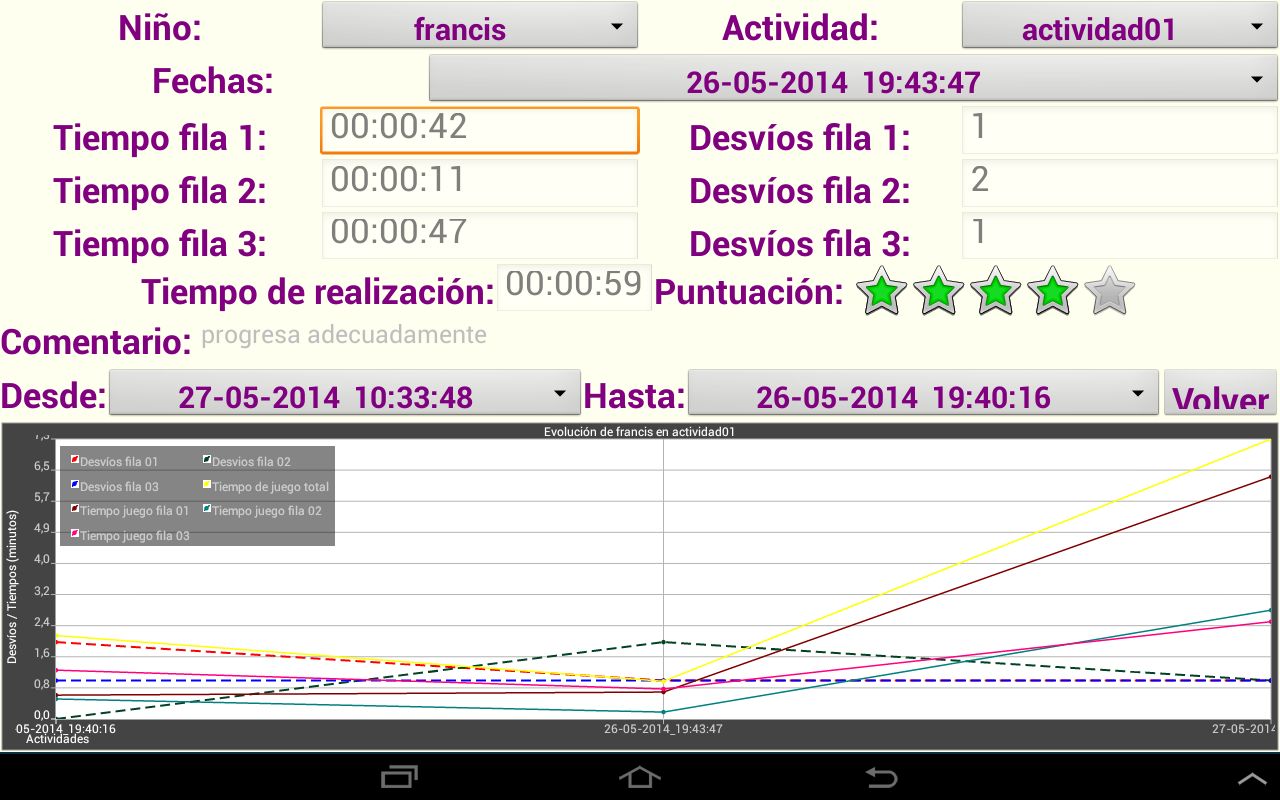 Niño: francis Actividad: actividad01
Fechas: 26-05-2014 19:43:47
Tiempo fila 1: 00:00:42 Desvíos fila 1: 1
Tiempo fila 2: 00:00:11 Desvíos fila 2: 2
Tiempo fila 3: 00:00:47 Desvíos fila 3: 1
Tiempo de realización: 00:00:59 Puntuación:
Comentario: progresa adecuadamente
Desde: 27-05-2014 10:33:48 Hasta: 26-05-2014 19:40:16 Volver
Evolución de francis en actividad01
Desvíos / Tiempos (minutos)
7,3
6,5
5,7
4,9
4,0
3,2
2,4
1,6
0,8
0,0
Desvíos fila 01 Desvios fila 02
Desvios fila 03 Tiempo de juego total
Tiempo juego fila 01 Tiempo juego fila 02
Tiempo juego fila 03
05-2014_19:40:16 26-05-2014_19:43:47 27-05-2014
Actividades